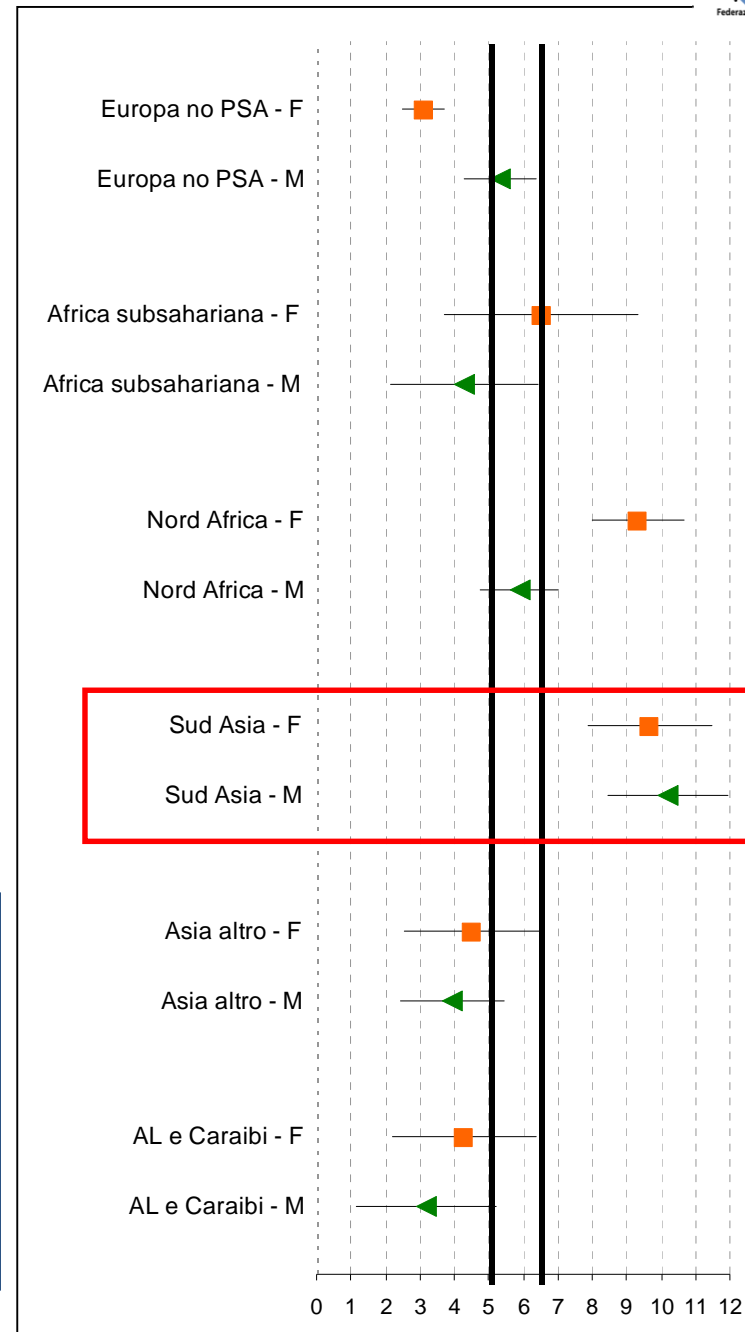 Federaz
Europa no PSA - F
Europa no PSA - M
Africa subsahariana - F
Africa subsahariana - M
Nord Africa - F
Nord Africa - M
Sud Asia - F
Sud Asia - M
Asia altro - F
Asia altro - M
AL e Caraibi - F
AL e Caraibi - M
0 1 2 3 4 5 6 7 8 9 10 11 12